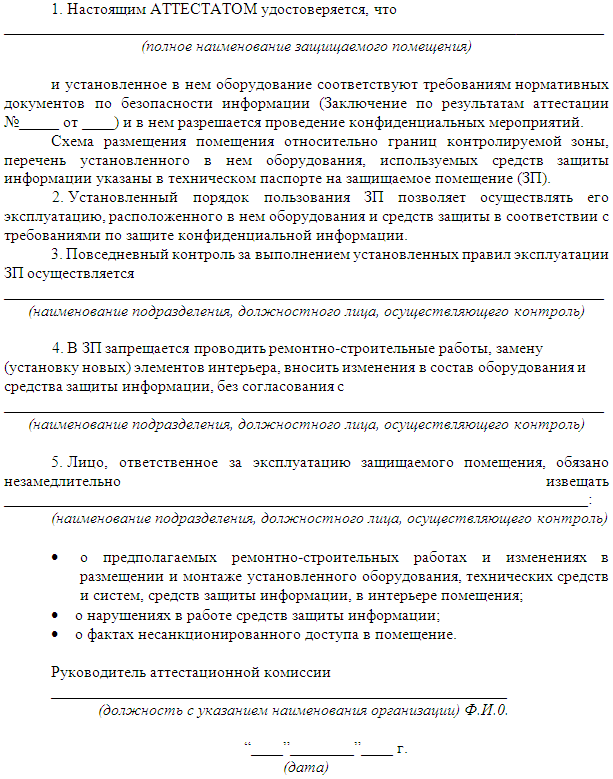 1. Настоящим АТТЕСТАТОМ удостоверяется, что
___________________________________________________________________________
(полное наименование защищаемого помещения)
и установленное в нем оборудование соответствуют требованиям нормативных
документов по безопасности информации (Заключение по результатам аттестации
№_____ от ____) и в нем разрешается проведение конфиденциальных мероприятий.
Схема размещения помещения относительно границ контролируемой зоны,
перечень установленного в нем оборудования, используемых средств защиты
информации указаны в техническом паспорте на защищаемое помещение (ЗП).
2. Установленный порядок пользования ЗП позволяет осуществлять его
эксплуатацию, расположенного в нем оборудования и средств защиты в соответствии с
требованиями по защите конфиденциальной информации.
3. Повседневный контроль за выполнением установленных правил эксплуатации
ЗП осуществляется
___________________________________________________________________________
(наименование подразделения, должностного лица, осуществляющего контроль)
4. В ЗП запрещается проводить ремонтно-строительные работы, замену
(установку новых) элементов интерьера, вносить изменения в состав оборудования и
средства защиты информации, без согласования с
___________________________________________________________________________
(наименование подразделения, должностного лица, осуществляющего контроль)
5. Лицо, ответственное за эксплуатацию защищаемого помещения, обязано
незамедлительно извещать
_________________________________________________________________________:
(наименование подразделения, должностного лица, осуществляющего контроль)
• о предполагаемых ремонтно-строительных работах и изменениях в
размещении и монтаже установленного оборудования, технических средств
и систем, средств защиты информации, в интерьере помещения;
• о нарушениях в работе средств защиты информации;
• о фактах несанкционированного доступа в помещение.
Руководитель аттестационной комиссии
_________________________________________________________
(должность с указанием наименования организации) Ф.И.0.
“____”________”____ г.
(дата)